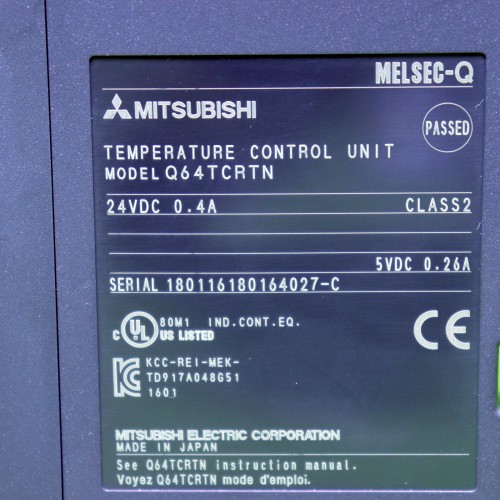 MELSEC-Q
MITSUBISHI
PASSED
TEMPERATURE CONTROL UNIT
MODEL Q64TCRTN
24VDC 0.4A CLASS2
5VDC 0.26A
SERIAL 180116180164027-C
C UL US LISTED 80M1 IND.CONT.EQ.
CE
KCC-REI-MEK-
TD917A048G51
1601
MITSUBISHI ELECTRIC CORPORATION
MADE IN JAPAN
See Q64TCRTN instruction manual.
Voyez Q64TCRTN mode d'emploi.